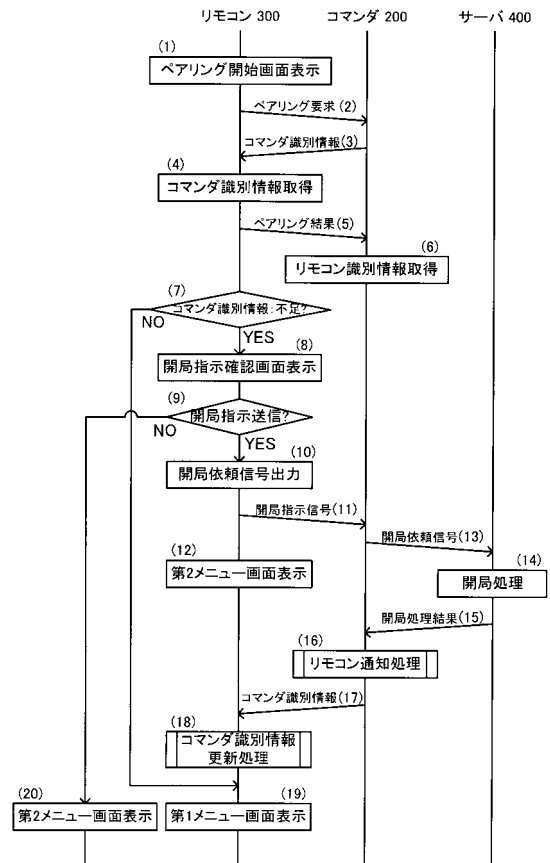 リモコン 300 コマンダ 200 サーバ 400
(1)
ペアリング開始画面表示
ペアリング要求(2)
コマンダ識別情報(3)
(4)
コマンダ識別情報取得
ペアリング結果(5)
(6)
リモコン識別情報取得
(7)
コマンダ識別情報:不足?
NO
YES
(8)
開局指示確認画面表示
(9)
開局指示送信?
NO
YES
(10)
開局依頼信号出力
開局指示信号(11)
開局依頼信号(13)
(12)
第2メニュー画面表示
(14)
開局処理
開局処理結果(15)
(16)
リモコン通知処理
コマンダ識別情報(17)
(18)
コマンダ識別情報
更新処理
(20)
第2メニュー画面表示
(19)
第1メニュー画面表示